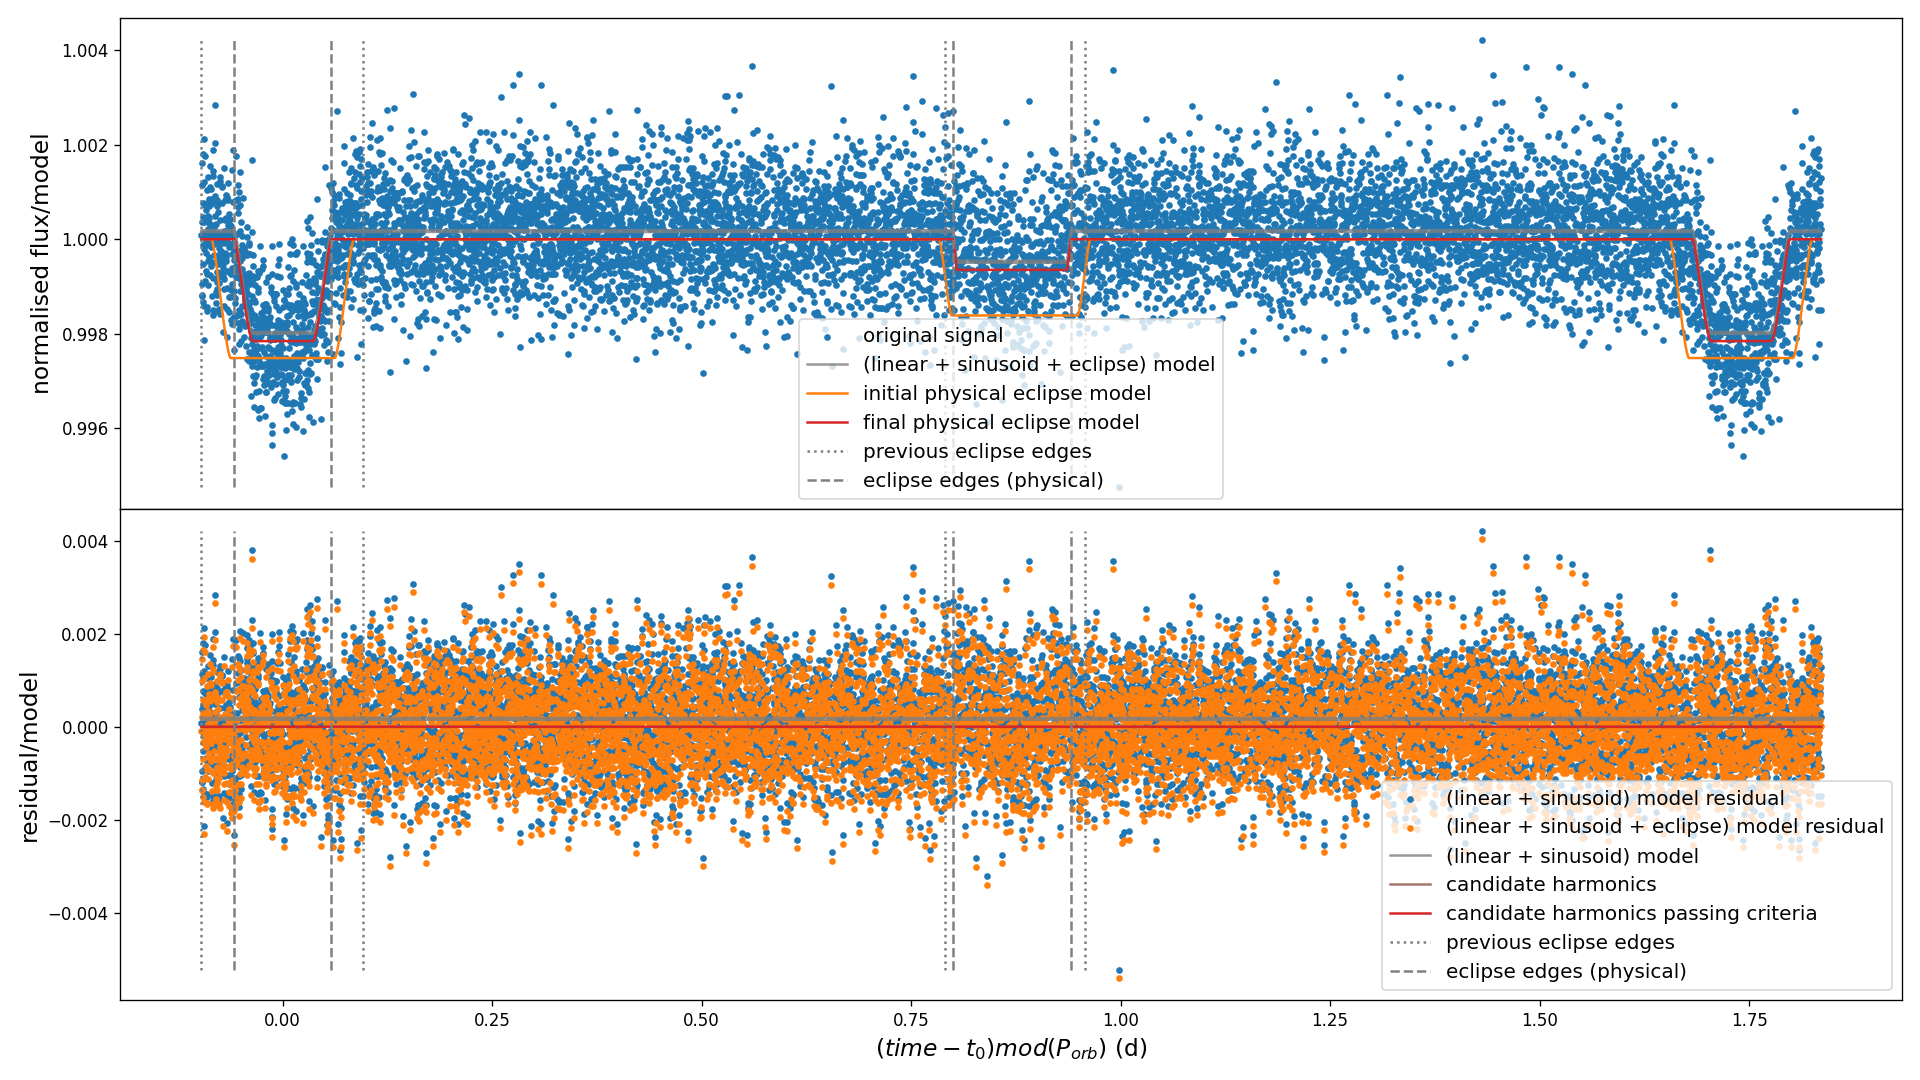 normalised flux/model
1.004
1.002
1.000
0.998
0.996
original signal
(linear + sinusoid + eclipse) model
initial physical eclipse model
final physical eclipse model
previous eclipse edges
eclipse edges (physical)
residual/model
0.004
0.002
0.000
−0.002
−0.004
(linear + sinusoid) model residual
(linear + sinusoid + eclipse) model residual
(linear + sinusoid) model
candidate harmonics
candidate harmonics passing criteria
previous eclipse edges
eclipse edges (physical)
0.00 0.25 0.50 0.75 1.00 1.25 1.50 1.75
(time − t₀)mod(Pₒᵣb) (d)